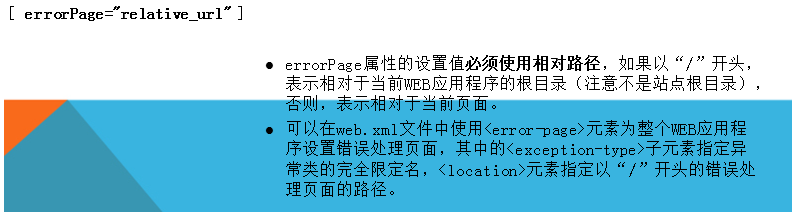 [ errorPage="relative_url" ]
● errorPage属性的设置值必须使用相对路径，如果以“/”开头，
表示相对于当前WEB应用程序的根目录（注意不是站点根目录），
否则，表示相对于当前页面。
● 可以在web.xml文件中使用<error-page>元素为整个WEB应用程
序设置错误处理页面，其中的<exception-type>子元素指定异
常类的完全限定名，<location>元素指定以“/”开头的错误处
理页面的路径。